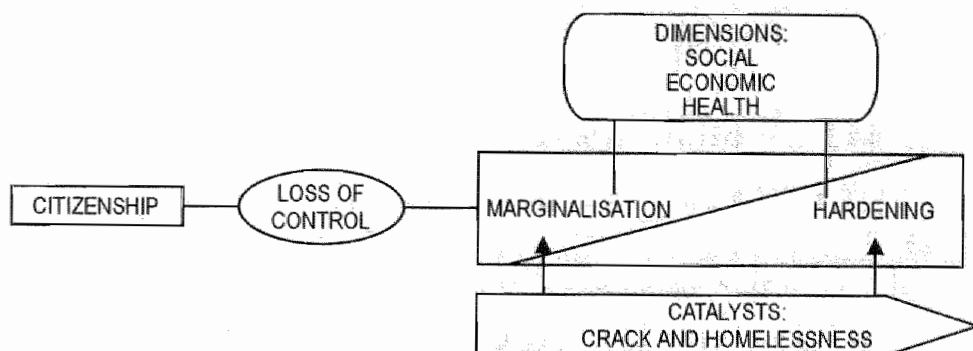 DIMENSIONS:
SOCIAL
ECONOMIC
HEALTH
CITIZENSHIP
LOSS OF
CONTROL
MARGINALISATION
HARDENING
CATALYSTS:
CRACK AND HOMELESSNESS